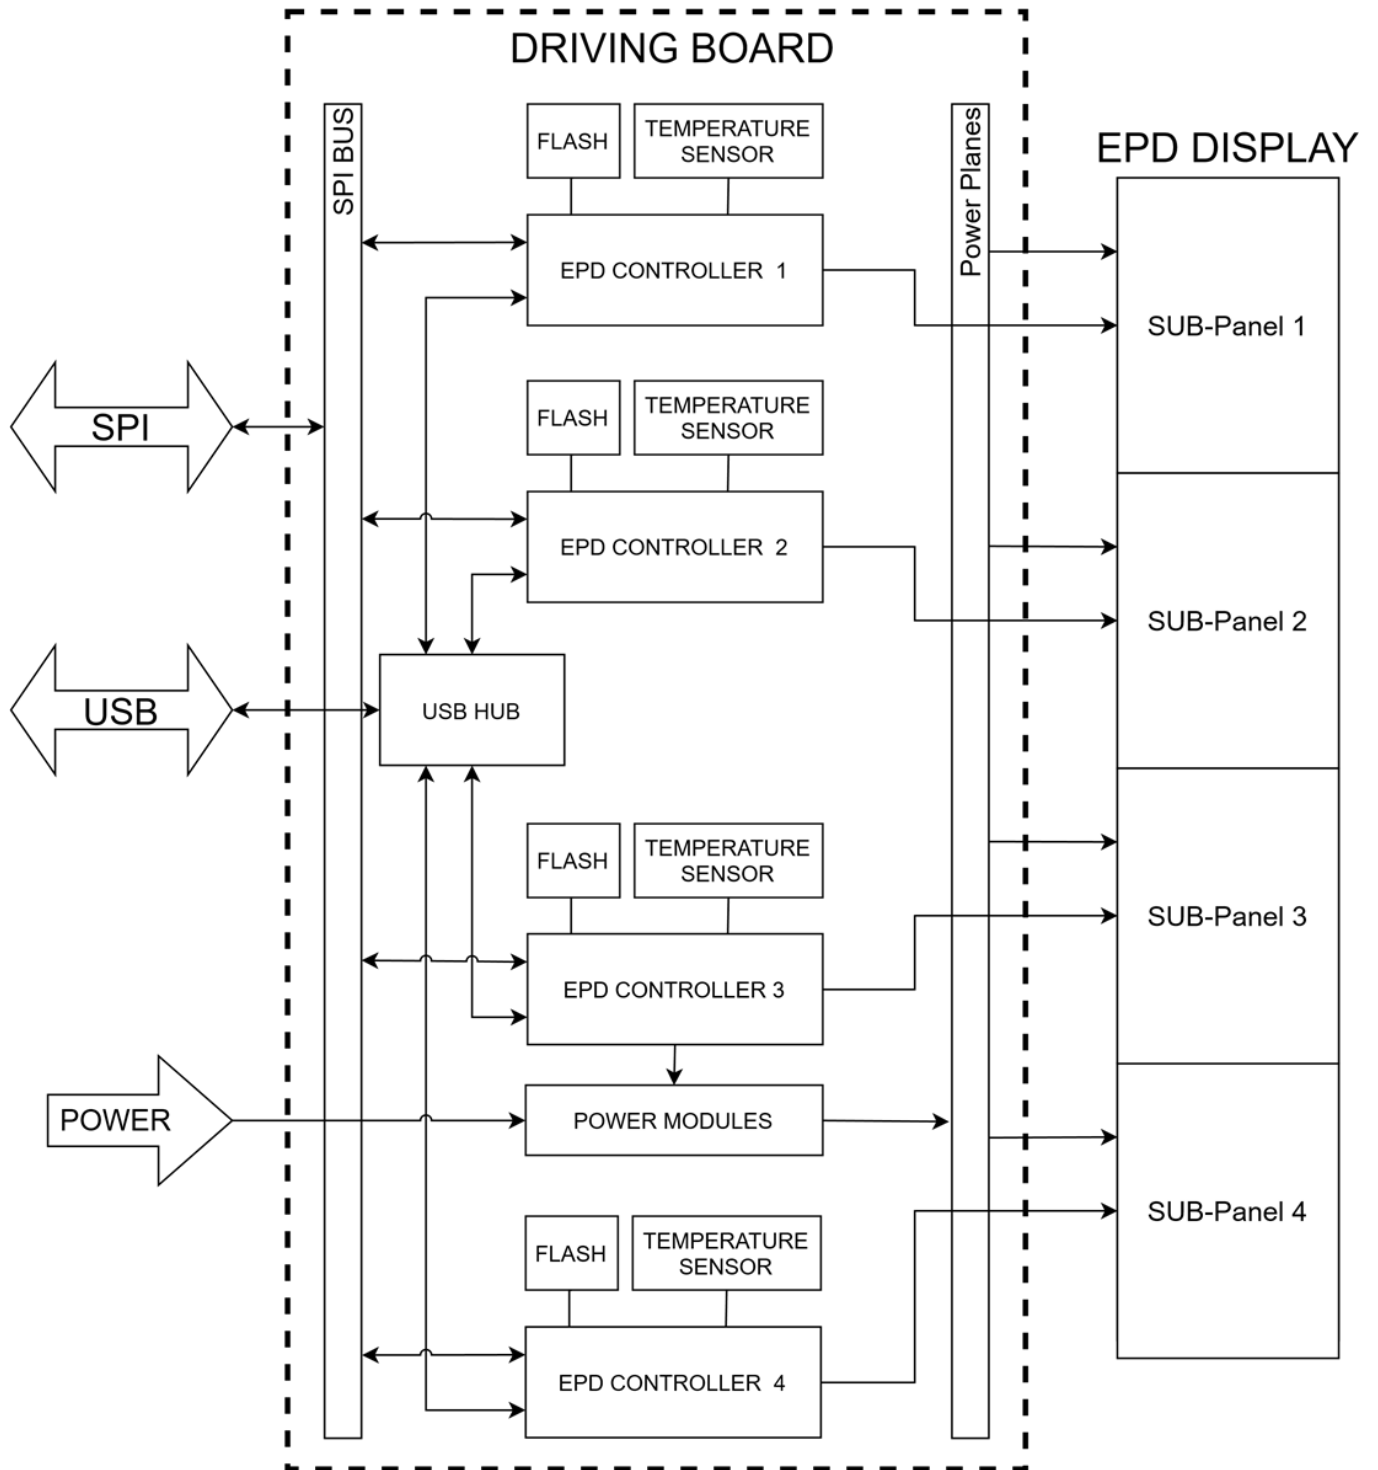 DRIVING BOARD
SPI BUS
FLASH
TEMPERATURE
SENSOR
Power Planes
EPD DISPLAY
EPD CONTROLLER 1
SUB-Panel 1
SPI
FLASH
TEMPERATURE
SENSOR
EPD CONTROLLER 2
SUB-Panel 2
USB
USB HUB
FLASH
TEMPERATURE
SENSOR
EPD CONTROLLER 3
SUB-Panel 3
POWER
POWER MODULES
FLASH
TEMPERATURE
SENSOR
SUB-Panel 4
EPD CONTROLLER 4